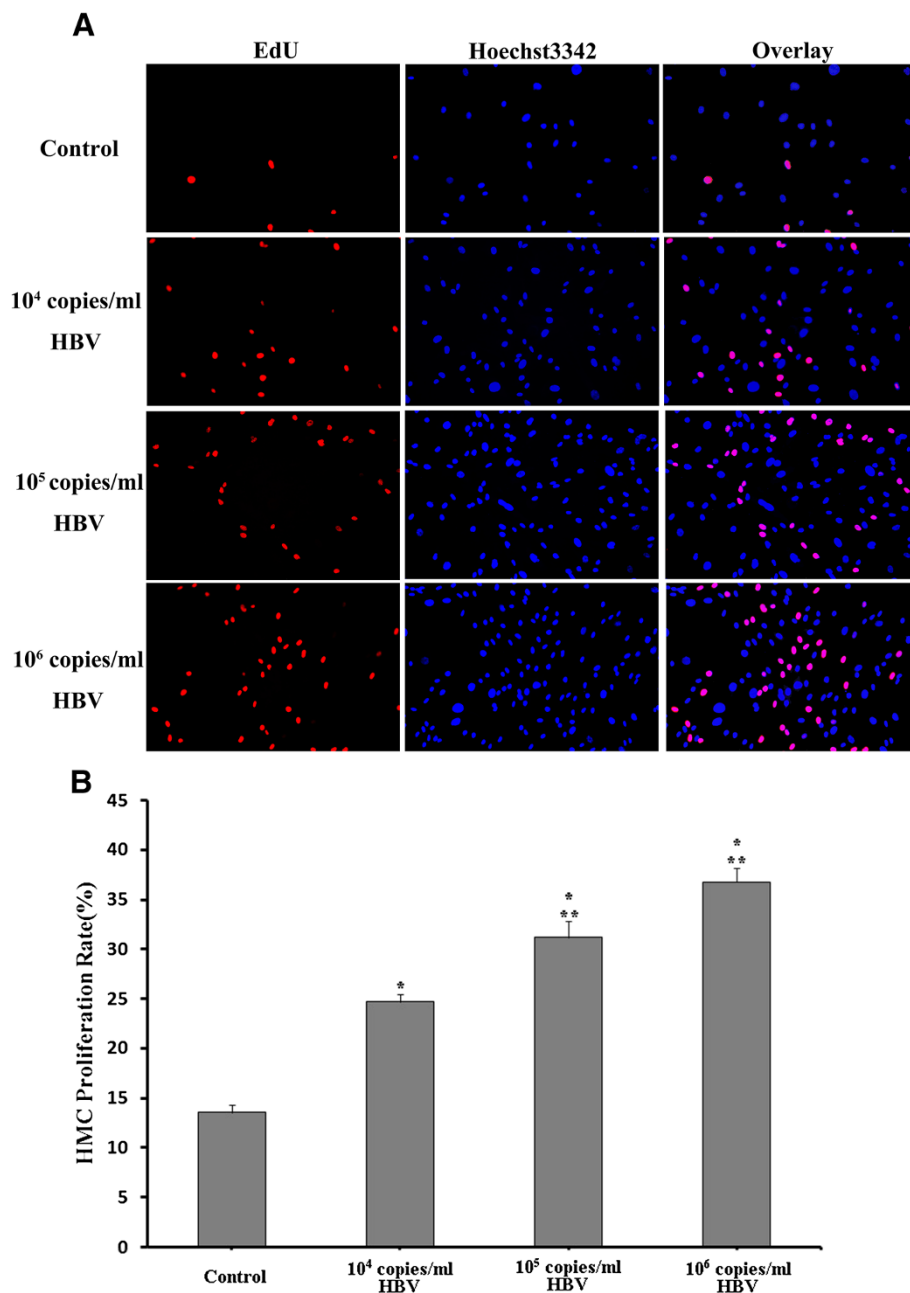 A
EdU Hoechst3342 Overlay
Control
10⁴ copies/ml
HBV
10⁵ copies/ml
HBV
10⁶ copies/ml
HBV
B
HMC Proliferation Rate(%)
45
40
35
30
25
20
15
10
5
0
*
*
**
*
**
Control
10⁴ copies/ml
HBV
10⁵ copies/ml
HBV
10⁶ copies/ml
HBV